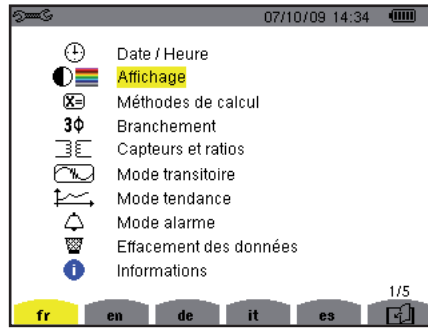 07/10/09 14:34
Date / Heure
Affichage
X=
Méthodes de calcul
3Φ
Branchement
Capteurs et ratios
Mode transitoire
Mode tendance
Mode alarme
Effacement des données
i
Informations
1/5
fr en de it es